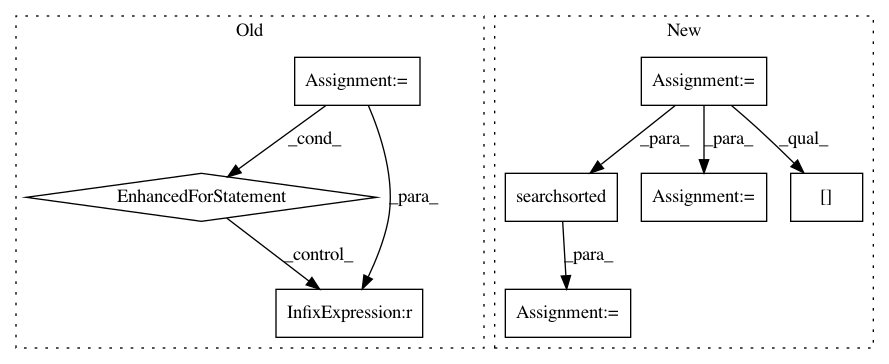 Old
New
Assignment:=
Assignment:=
_cond_
_para_
_para_
_qual_
EnhancedForStatement
_para_
searchsorted
Assignment:=
[]
_control_
_para_
InfixExpression:r
Assignment:=